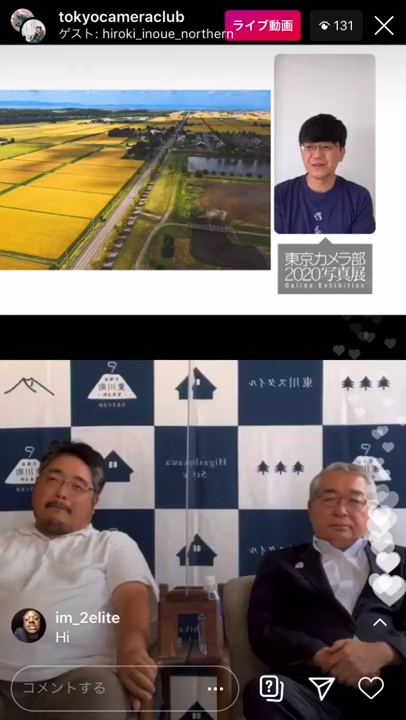 tokyocameraclub
ゲスト: hiroki_inoue_northern
ライブ動画
131
東京カメラ部
2020写真展
Online Exhibition
東川スタイル
Higashikawa
im_2elite
Hi
コメントする